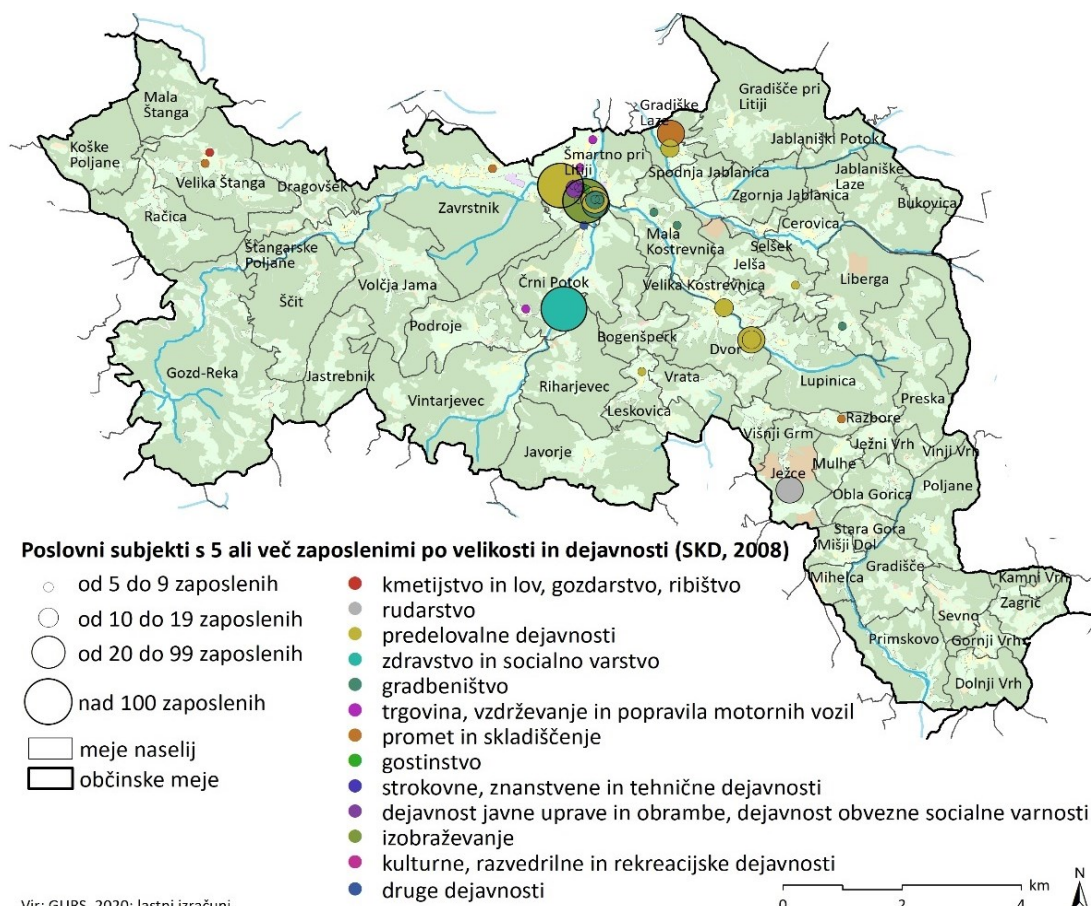 Mala
Štanga
Koške
Poljane
Velika Štanga
Dragovšek
Račica
Štangarske
Poljane
Ščit
Gozd-Reka
Jastrebnik
Volčja Jama
Zavrstnik
Podroje
Vintarjevec
Črni Potok
Šmartno pri
Litiji
Gradiške
Laze
Gradišče pri
Litiji
Jablaniški Potok
Spodnja Jablanica
Jablaniške
Laze
Zgornja Jablanica
Bukovica
Cerovica
Mala
Kostrevnica
Selšek
Jelša
Liberga
Velika Kostrevnica
Bogenšperk
Dvor
Riharjevec
Vrata
Lupinica
Leskovica
Preska
Javorje
Razbore
Višnji Grm
Ježni Vrh
Vinji Vrh
Mulhe
Ježce
Poljane
Obla Gorica
Stara Gora
Mišji Dol
Gradišče
Mihelca
Kamni Vrh
Zagrič
Sevno
Primskovo
Gornji Vrh
Dolnji Vrh
Poslovni subjekti s 5 ali več zaposlenimi po velikosti in dejavnosti (SKD, 2008)
od 5 do 9 zaposlenih
od 10 do 19 zaposlenih
od 20 do 99 zaposlenih
nad 100 zaposlenih
meje naselij
občinske meje
kmetijstvo in lov, gozdarstvo, ribištvo
rudarstvo
predelovalne dejavnosti
zdravstvo in socialno varstvo
gradbeništvo
trgovina, vzdrževanje in popravila motornih vozil
promet in skladiščenje
gostinstvo
strokovne, znanstvene in tehnične dejavnosti
dejavnost javne uprave in obrambe, dejavnost obvezne socialne varnosti
izobraževanje
kulturne, razvedrilne in rekreacijske dejavnosti
druge dejavnosti
Vir: GURS, 2020; lastni izračuni
km
0 2 4
N